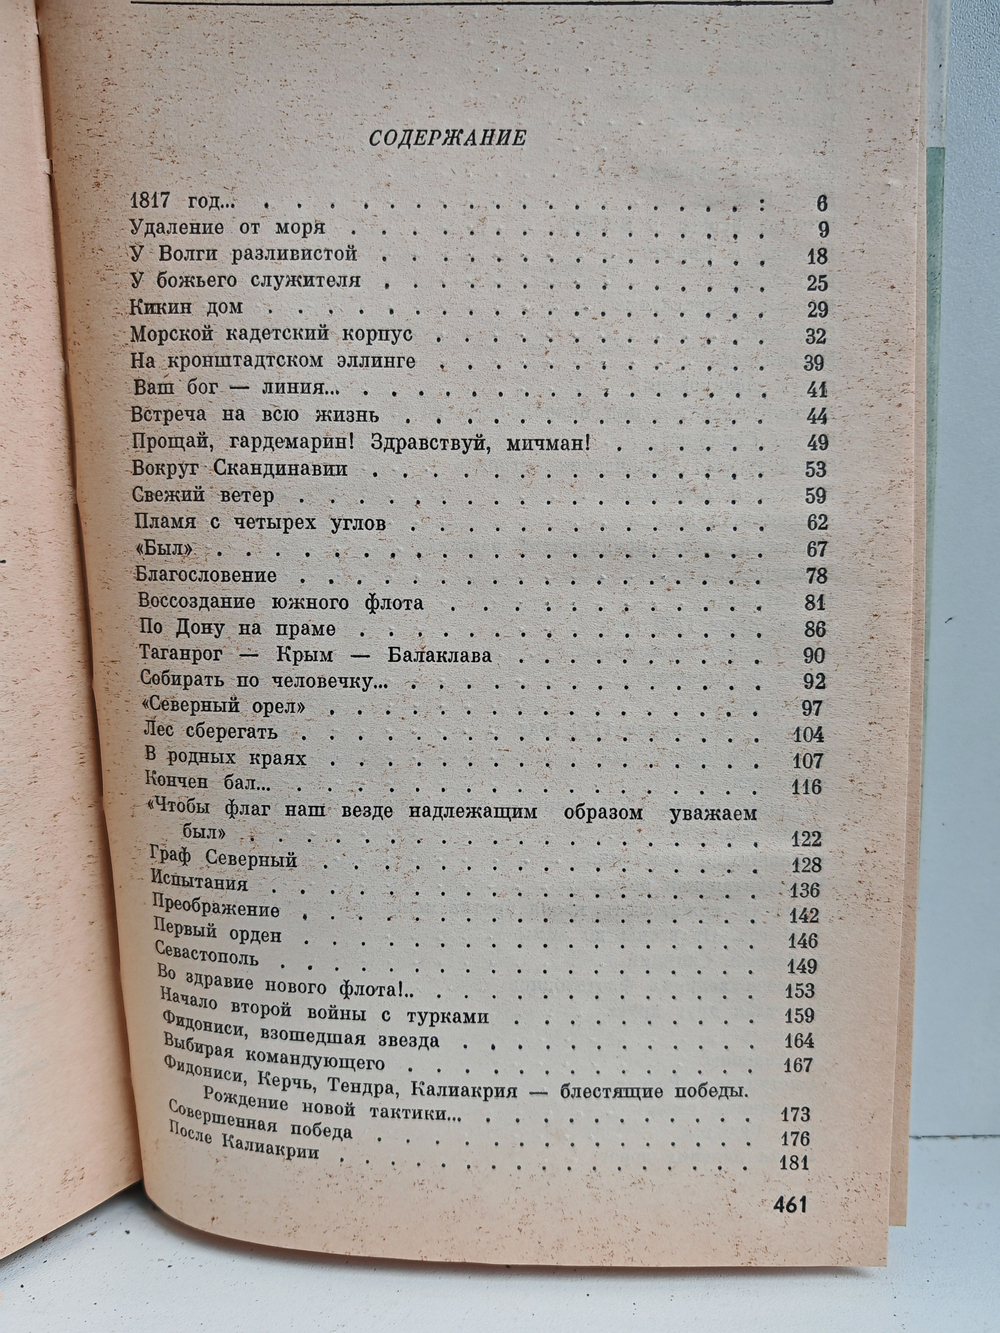 СОДЕРЖАНИЕ
1817 год... . . . . . . . . . . . . . . . . . : 6
Удаление от моря . . . . . . . . . . . . . . 9
У Волги разливистой . . . . . . . . . . . . . 18
У божьего служителя . . . . . . . . . . . . . 25
Кикин дом . . . . . . . . . . . . . . . . . 29
Морской кадетский корпус . . . . . . . . . . . 32
На кронштадтском эллинге . . . . . . . . . . . 39
Ваш бог — линия... . . . . . . . . . . . . . . 41
Встреча на всю жизнь . . . . . . . . . . . . 44
Прощай, гардемарин! Здравствуй, мичман! . . . . . 49
Вокруг Скандинавии . . . . . . . . . . . . . . 53
Свежий ветер . . . . . . . . . . . . . . . . 59
Пламя с четырех углов . . . . . . . . . . . . 62
«Был» . . . . . . . . . . . . . . . . . . . 67
Благословение . . . . . . . . . . . . . . . . 78
Воссоздание южного флота . . . . . . . . . . . 81
По Дону на праме . . . . . . . . . . . . . . 86
Таганрог — Крым — Балаклава . . . . . . . . . 90
Собирать по человечку... . . . . . . . . . . . . 92
«Северный орел» . . . . . . . . . . . . . . . 97
Лес сберегать . . . . . . . . . . . . . . . . 104
В родных краях . . . . . . . . . . . . . . . 107
Кончен бал... . . . . . . . . . . . . . . . . . 116
«Чтобы флаг наш везде надлежащим образом уважаем
был» . . . . . . . . . . . . . . . . . . 122
Граф Северный . . . . . . . . . . . . . . . 128
Испытания . . . . . . . . . . . . . . . . . 136
Преображение . . . . . . . . . . . . . . . . 142
Первый орден . . . . . . . . . . . . . . . . 146
Севастополь . . . . . . . . . . . . . . . . . 149
Во здравие нового флота!.. . . . . . . . . . . . 153
Начало второй войны с турками . . . . . . . . . 159
Фидониси, взошедшая звезда . . . . . . . . . . 164
Выбирая командующего . . . . . . . . . . . . 167
Фидониси, Керчь, Тендра, Калиакрия — блестящие победы.
Рождение новой тактики... . . . . . . . . . . 173
Совершенная победа . . . . . . . . . . . . . 176
После Калиакрии . . . . . . . . . . . . . . . 181
461